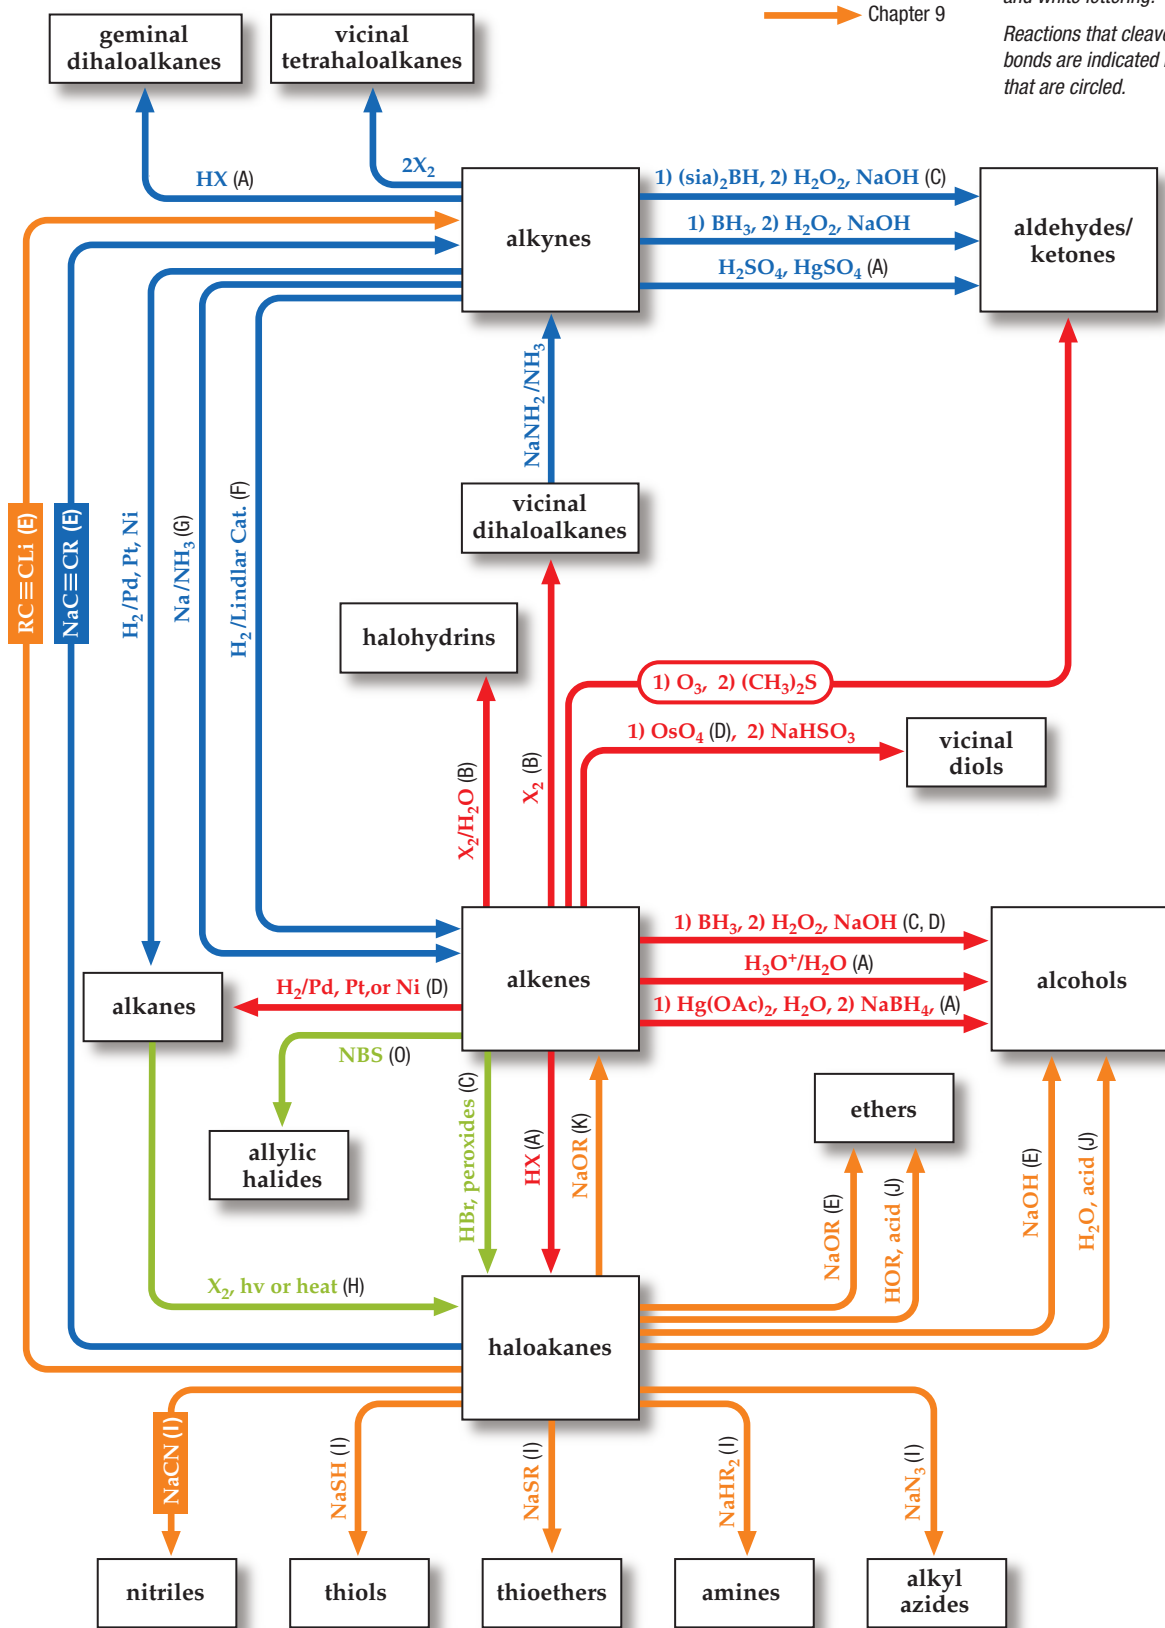 Chapter 9
and white lettering.
Reactions that cleave
bonds are indicated
that are circled.
geminal
dihaloalkanes
vicinal
tetrahaloalkanes
HX (A)
2X₂
alkynes
1) (sia)₂BH, 2) H₂O₂, NaOH (C)
1) BH₃, 2) H₂O₂, NaOH
H₂SO₄, HgSO₄ (A)
aldehydes/
ketones
NaNH₂/NH₃
RC≡CLi (E)
NaC≡CR (E)
H₂/Pd, Pt, Ni
Na/NH₃ (G)
H₂/Lindlar Cat. (F)
vicinal
dihaloalkanes
halohydrins
1) O₃, 2) (CH₃)₂S
1) OsO₄ (D), 2) NaHSO₃
vicinal
diols
X₂/H₂O (B)
X₂ (B)
alkenes
1) BH₃, 2) H₂O₂, NaOH (C, D)
H₃O⁺/H₂O (A)
1) Hg(OAc)₂, H₂O, 2) NaBH₄, (A)
alcohols
alkanes
H₂/Pd, Pt,or Ni (D)
NBS (O)
allylic
halides
HBr, peroxides (C)
HX (A)
NaOR (K)
ethers
NaOR (E)
HOR, acid (J)
NaOH (E)
H₂O, acid (J)
X₂, hv or heat (H)
haloakanes
NaCN (I)
NaSH (I)
NaSR (I)
NaHR₂ (I)
NaN₃ (I)
nitriles
thiols
thioethers
amines
alkyl
azides